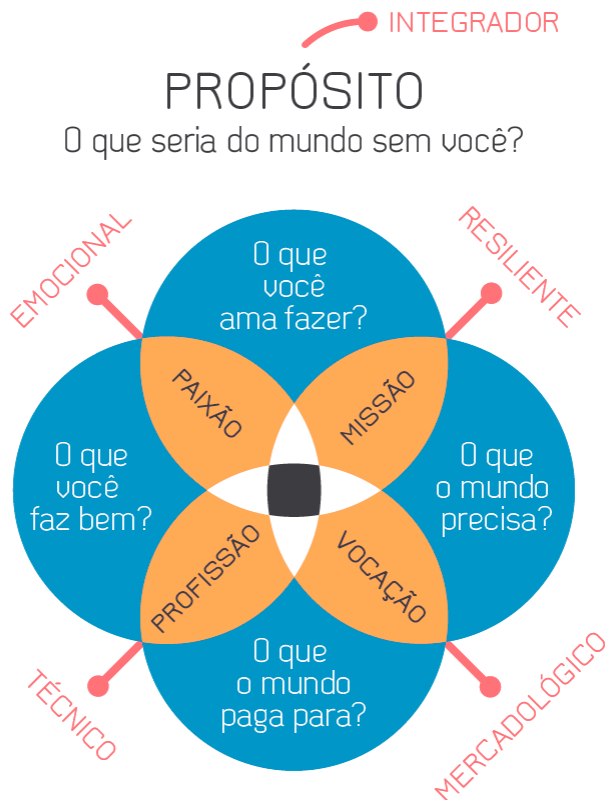 INTEGRADOR
PROPÓSITO
O que seria do mundo sem você?
EMOCIONAL
RESILIENTE
O que
você
ama fazer?
PAIXÃO
MISSÃO
O que
você
faz bem?
O que
o mundo
precisa?
PROFISSÃO
VOCAÇÃO
O que
o mundo
paga para?
TÉCNICO
MERCADOLÓGICO